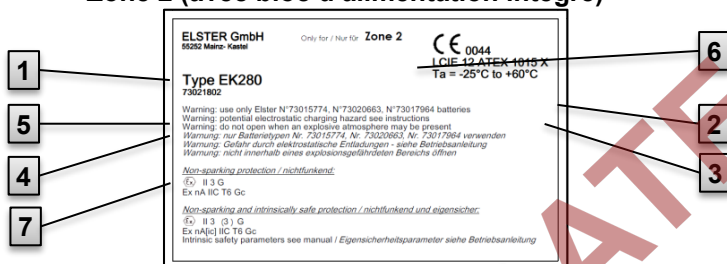 Zone 2 (avec bloc d'alimentation intégré)
ELSTER GmbH
55252 Mainz- Kastel
Only for / Nur für Zone 2
CE 0044
LCIE 12 ATEX 1015 X
Ta = -25°C to +60°C
Type EK280
73021802
Warning: use only Elster N°73015774, N°73020663, N°73017964 batteries
Warning: potential electrostatic charging hazard see instructions
Warning: do not open when an explosive atmosphere may be present
Warnung: nur Batterietypen Nr. 73015774, Nr. 73020663, Nr. 73017964 verwenden
Warnung: Gefahr durch elektrostatische Entladungen - siehe Betriebsanleitung
Warnung: nicht innerhalb eines explosionsgefährdeten Bereichs öffnen
Non-sparking protection / nichtfunkend:
Ex II 3 G
Ex nA IIC T6 Gc
Non-sparking and intrinsically safe protection / nichtfunkend und eigensicher:
Ex II 3 (3) G
Ex nA[ic] IIC T6 Gc
Intrinsic safety parameters see manual / Eigensicherheitsparameter siehe Betriebsanleitung
1
5
4
7
6
2
3